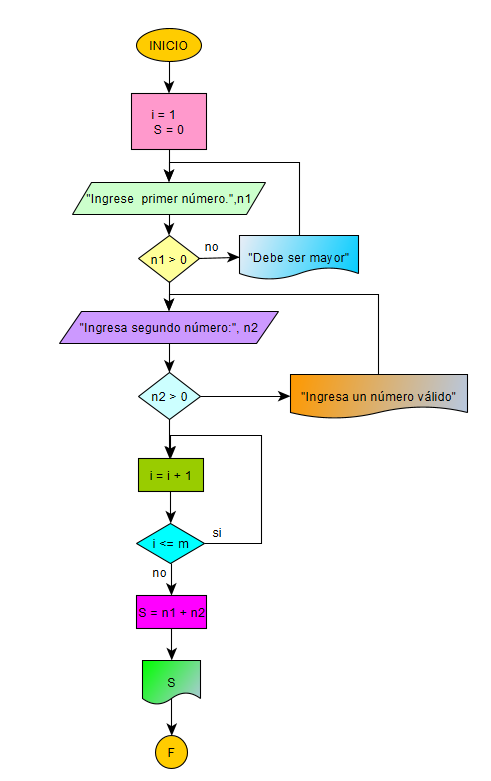 INICIO
i = 1
S = 0
"Ingrese primer número.",n1
n1 > 0
no
"Debe ser mayor"
"Ingresa segundo número:", n2
n2 > 0
"Ingresa un número válido"
i = i + 1
i <= m
si
no
S = n1 + n2
S
F